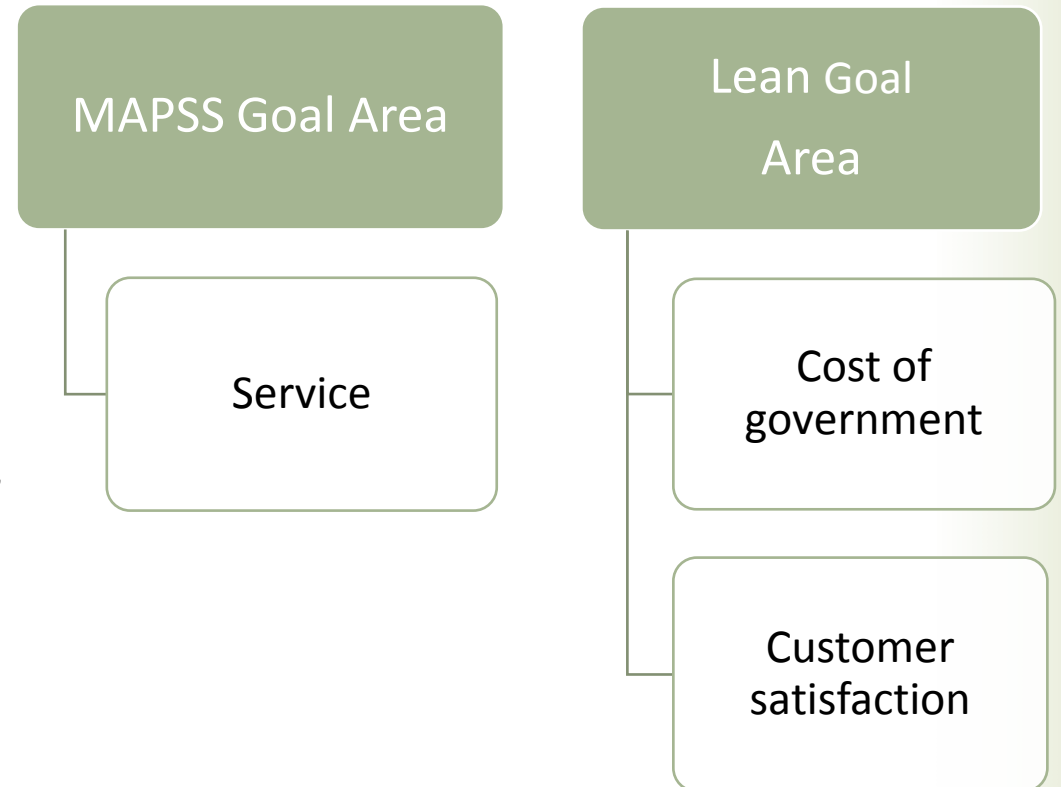 MAPSS Goal Area
Service
Lean Goal
Area
Cost of
government
Customer
satisfaction